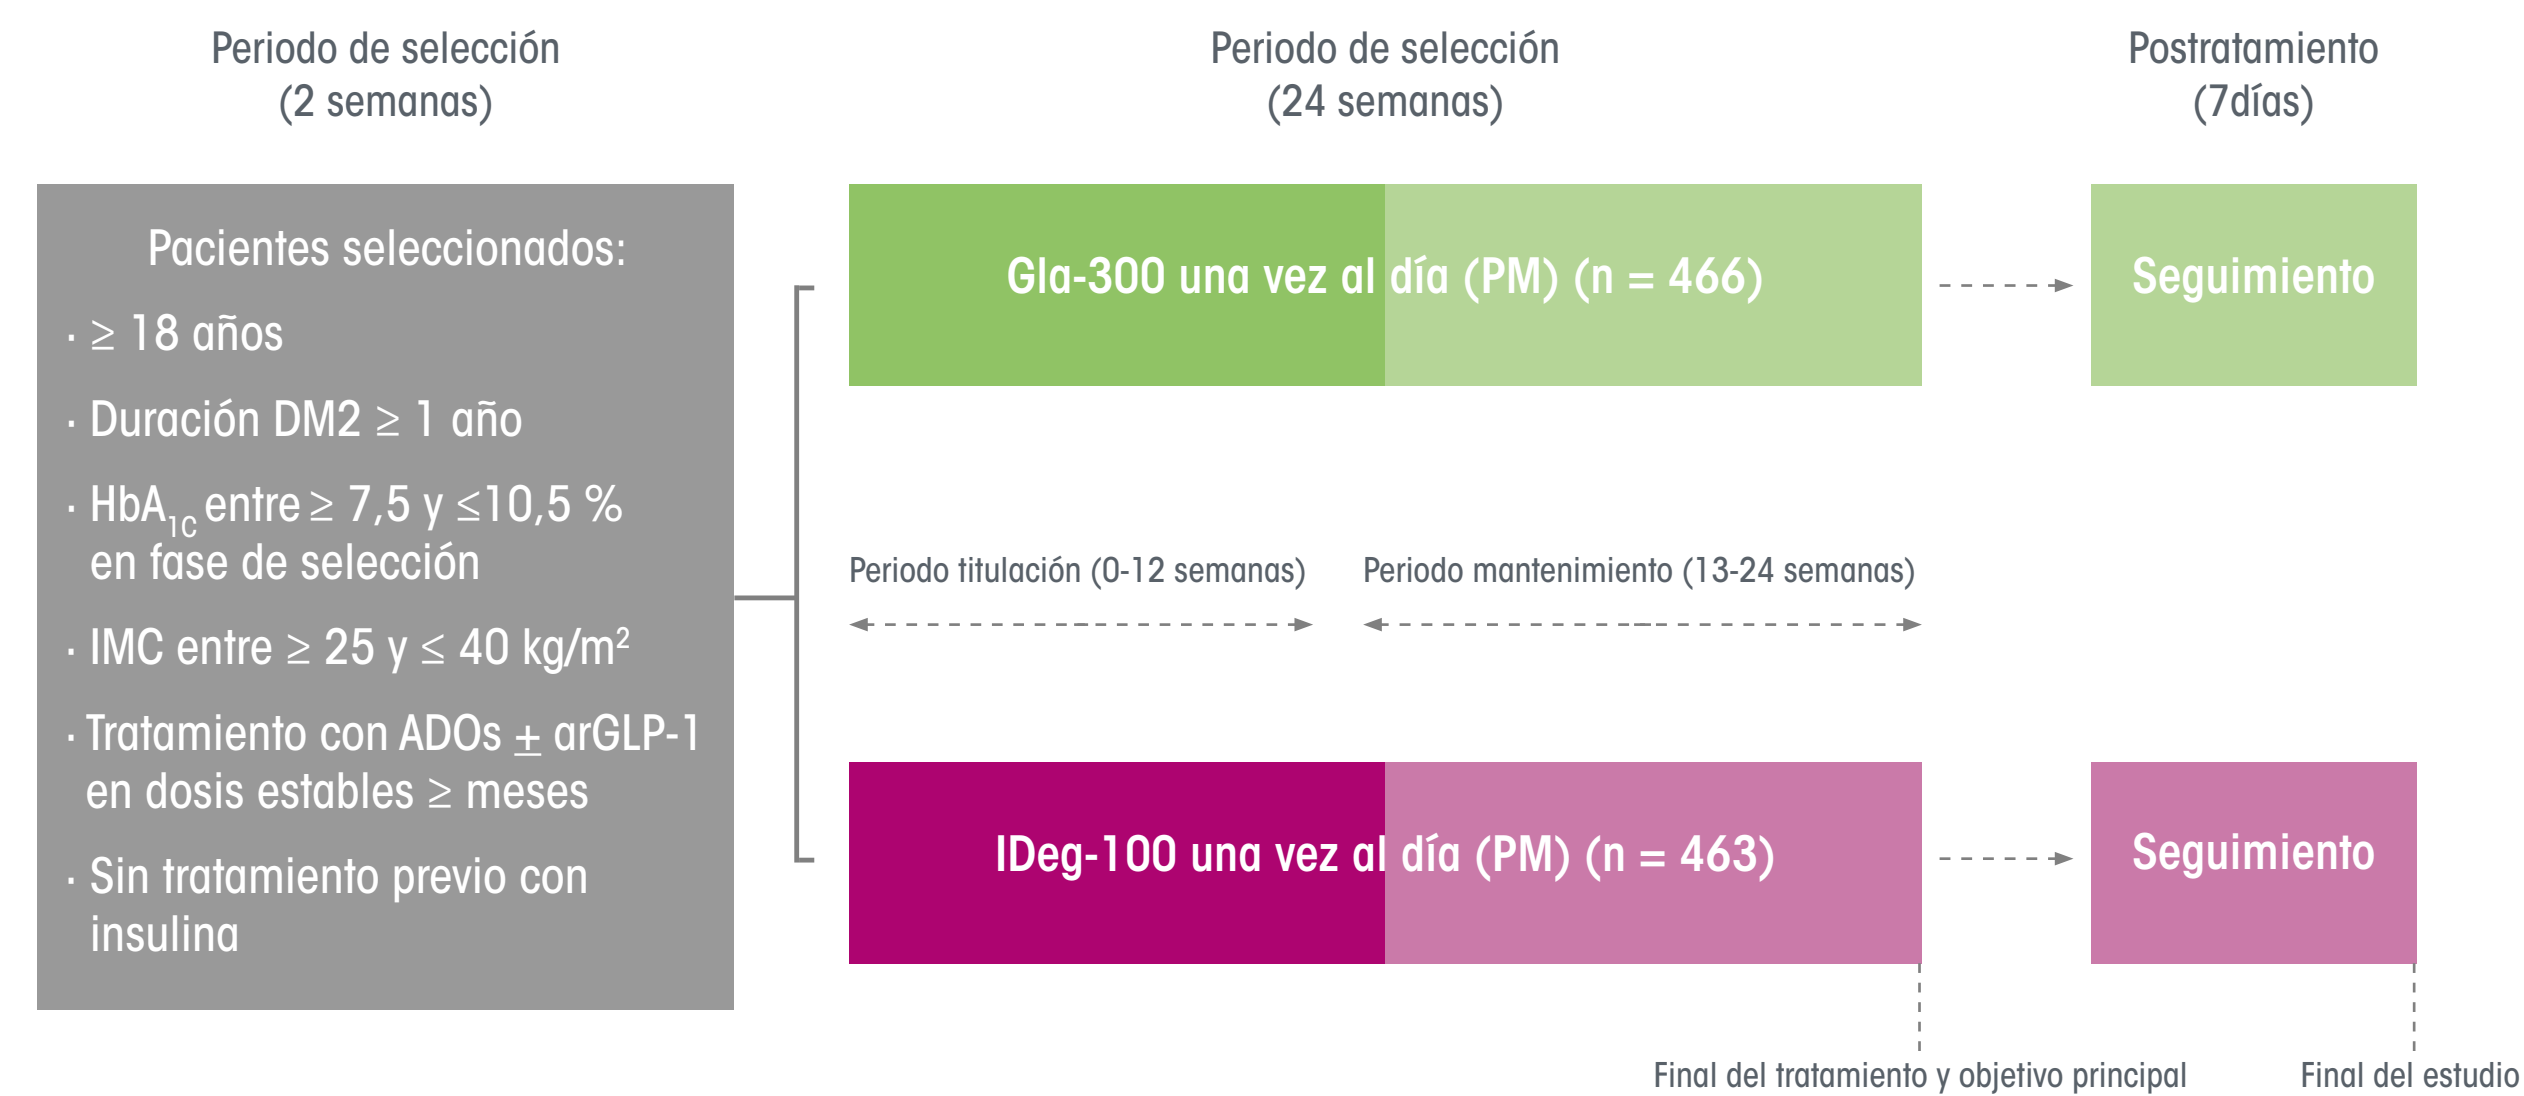 Periodo de selección
(2 semanas)
Periodo de selección
(24 semanas)
Postratamiento
(7días)
Pacientes seleccionados:
· ≥ 18 años
· Duración DM2 ≥ 1 año
· HbA1C entre ≥ 7,5 y ≤10,5 %
en fase de selección
· IMC entre ≥ 25 y ≤ 40 kg/m²
· Tratamiento con ADOs ± arGLP-1
en dosis estables ≥ meses
· Sin tratamiento previo con
insulina
Gla-300 una vez al día (PM) (n = 466)
Seguimiento
Periodo titulación (0-12 semanas)
Periodo mantenimiento (13-24 semanas)
IDeg-100 una vez al día (PM) (n = 463)
Seguimiento
Final del tratamiento y objetivo principal
Final del estudio